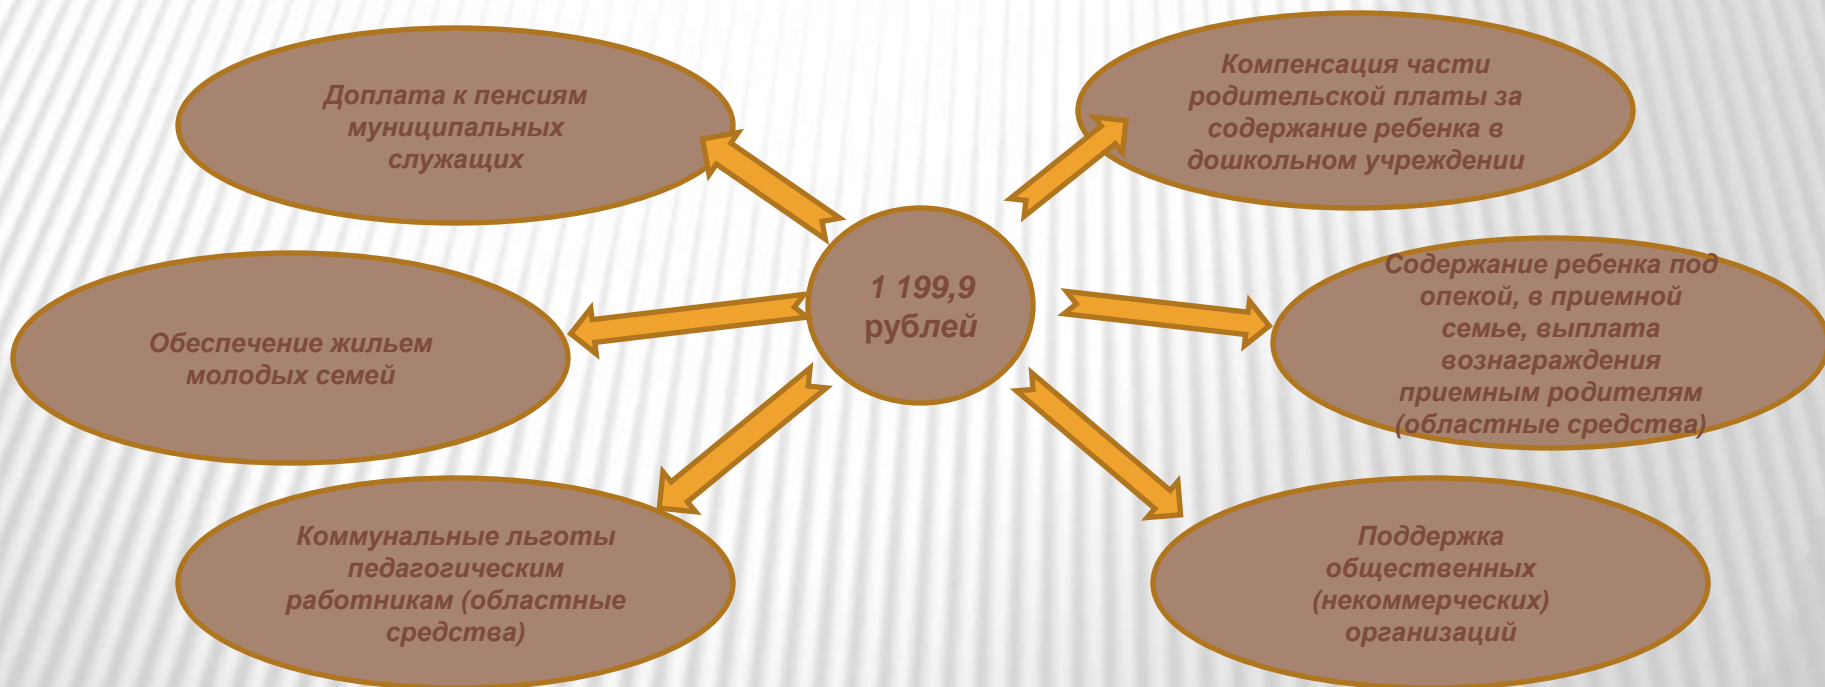 Доплата к пенсиям
муниципальных
служащих
Компенсация части
родительской платы за
содержание ребенка в
дошкольном учреждении
1 199,9
рублей
Обеспечение жильем
молодых семей
Содержание ребенка под
опекой, в приемной
семье, выплата
вознаграждения
приемным родителям
(областные средства)
Коммунальные льготы
педагогическим
работникам (областные
средства)
Поддержка
общественных
(некоммерческих)
организаций